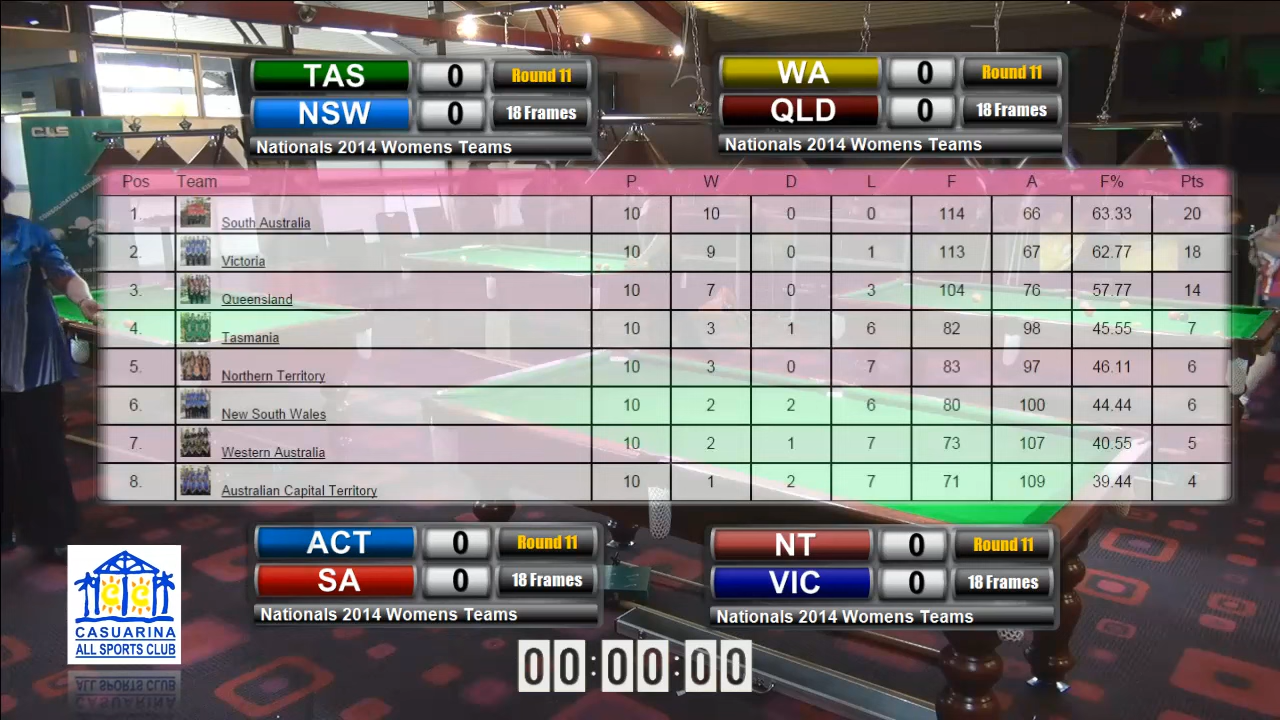 TAS 0 Round 11
NSW 0 18 Frames
Nationals 2014 Womens Teams
WA 0 Round 11
QLD 0 18 Frames
Nationals 2014 Womens Teams
CLS
Pos Team P W D L F A F% Pts
1. South Australia 10 10 0 0 114 66 63.33 20
2. Victoria 10 9 0 1 113 67 62.77 18
3. Queensland 10 7 0 3 104 76 57.77 14
4. Tasmania 10 3 1 6 82 98 45.55 7
5. Northern Territory 10 3 0 7 83 97 46.11 6
6. New South Wales 10 2 2 6 80 100 44.44 6
7. Western Australia 10 2 1 7 73 107 40.55 5
8. Australian Capital Territory 10 1 2 7 71 109 39.44 4
ACT 0 Round 11
SA 0 18 Frames
Nationals 2014 Womens Teams
NT 0 Round 11
VIC 0 18 Frames
Nationals 2014 Womens Teams
CASUARINA
ALL SPORTS CLUB
00:00:00